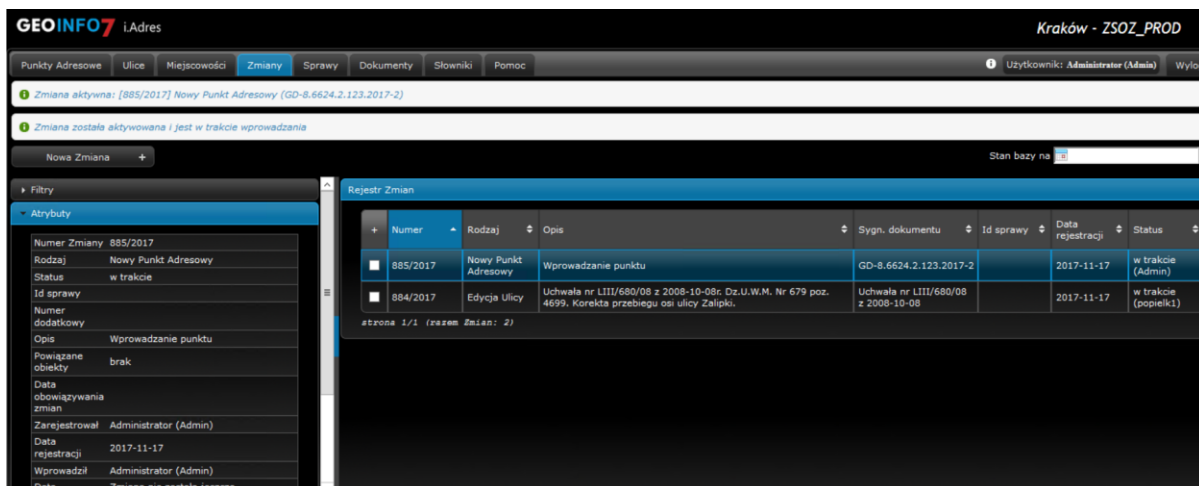 GEOINFO7 i.Adres
Kraków - ZSOZ_PROD
Punkty Adresowe Ulice Miejscowości Zmiany Sprawy Dokumenty Słowniki Pomoc
Użytkownik: Administrator (Admin) Wylo
Zmiana aktywna: [885/2017] Nowy Punkt Adresowy (GD-8.6624.2.123.2017-2)
Zmiana została aktywowana i jest w trakcie wprowadzania
Nowa Zmiana +
Stan bazy na
Filtry
Atrybuty
Numer Zmiany 885/2017
Rodzaj Nowy Punkt Adresowy
Status w trakcie
Id sprawy
Numer
dodatkowy
Opis Wprowadzanie punktu
Powiązane
obiekty
brak
Data
obowiązywania
zmian
Zarejestrował Administrator (Admin)
Data
rejestracji
2017-11-17
Wprowadził Administrator (Admin)
Rejestr Zmian
+ Numer Rodzaj Opis Sygn. dokumentu Id sprawy Data
rejestracji Status
885/2017 Nowy Punkt
Adresowy Wprowadzanie punktu GD-8.6624.2.123.2017-2 2017-11-17 w trakcie
(Admin)
884/2017 Edycja Ulicy Uchwała nr LIII/680/08 z 2008-10-08r. Dz.U.W.M. Nr 679 poz.
4699. Korekta przebiegu osi ulicy Zalipki. Uchwała nr LIII/680/08
z 2008-10-08 2017-11-17 w trakcie
(popielk1)
strona 1/1 (razem Zmian: 2)